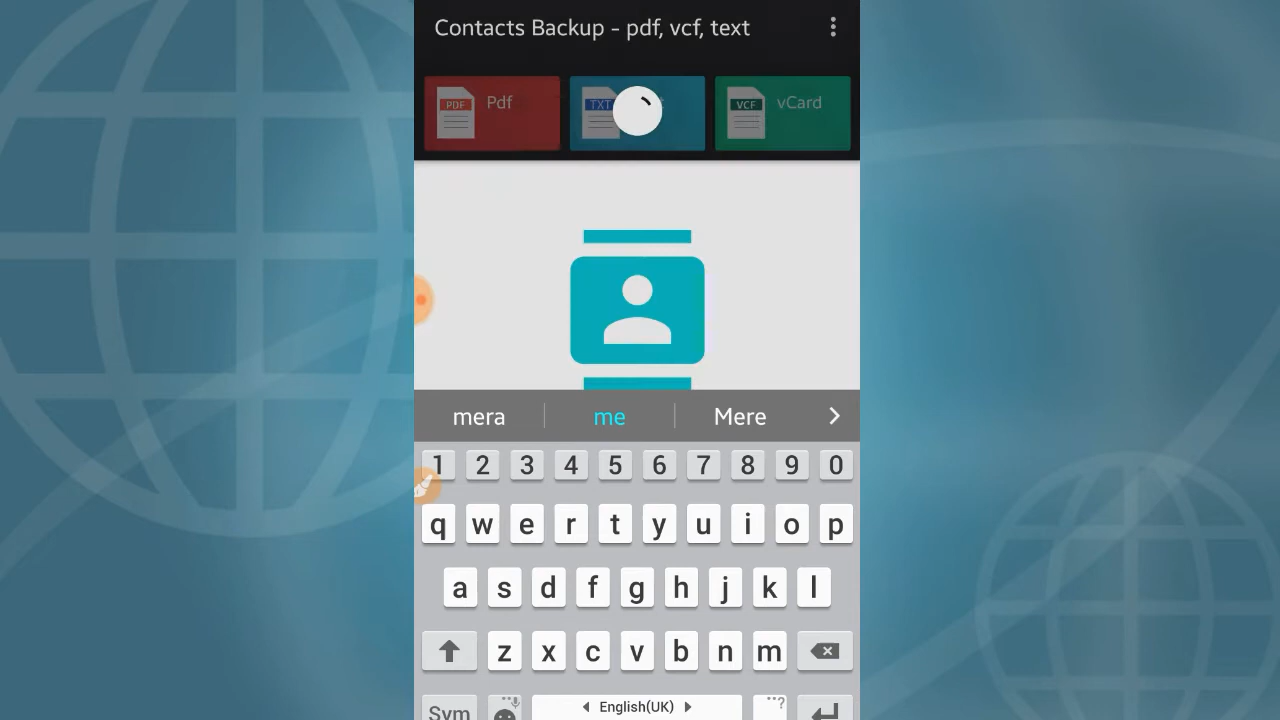 Contacts Backup - pdf, vcf, text
PDF Pdf
TXT
VCF vCard
mera me Mere
1 2 3 4 5 6 7 8 9 0
q w e r t y u i o p
a s d f g h j k l
z x c v b n m
Sym English(UK) ...?